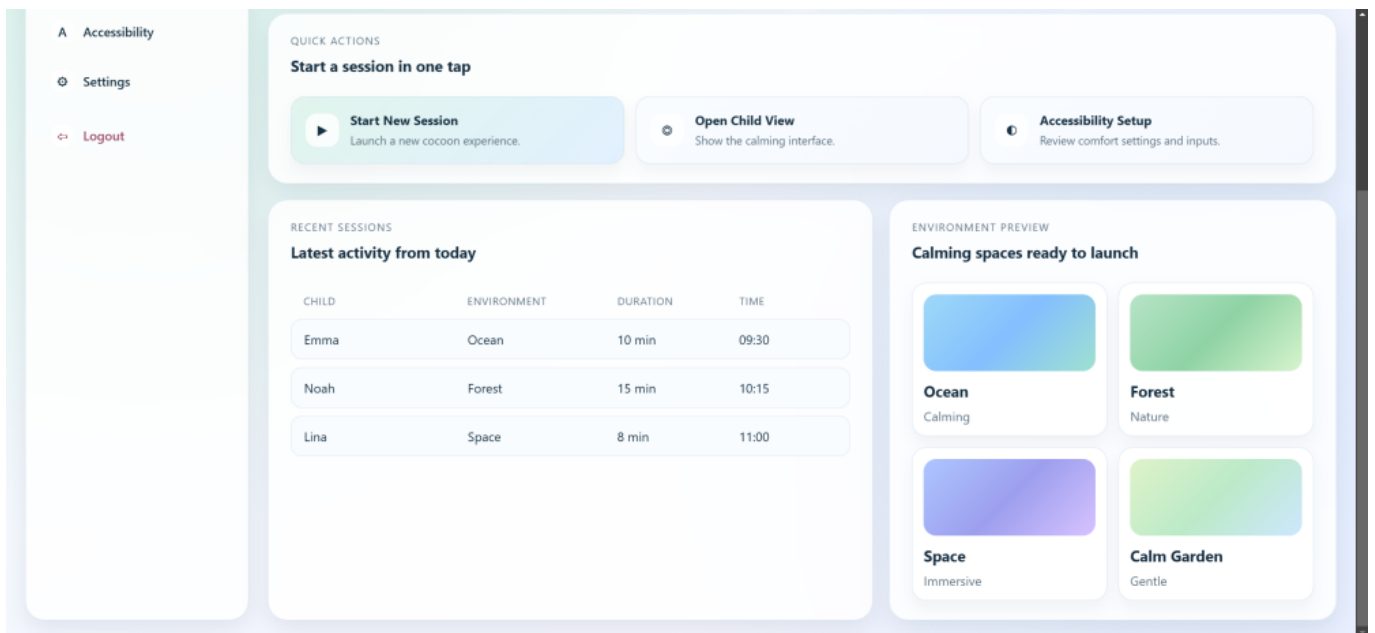 A Accessibility
Settings
Logout
QUICK ACTIONS
Start a session in one tap
Start New Session
Launch a new cocoon experience.
Open Child View
Show the calming interface.
Accessibility Setup
Review comfort settings and inputs.
RECENT SESSIONS
Latest activity from today
CHILD ENVIRONMENT DURATION TIME
Emma Ocean 10 min 09:30
Noah Forest 15 min 10:15
Lina Space 8 min 11:00
ENVIRONMENT PREVIEW
Calming spaces ready to launch
Ocean
Calming
Forest
Nature
Space
Immersive
Calm Garden
Gentle